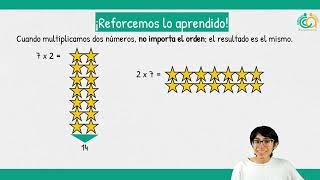 ¡Reforcemos lo aprendido!
Cuando multiplicamos dos números, no importa el orden; el resultado es el mismo.
7 x 2 =
2 x 7 =
14